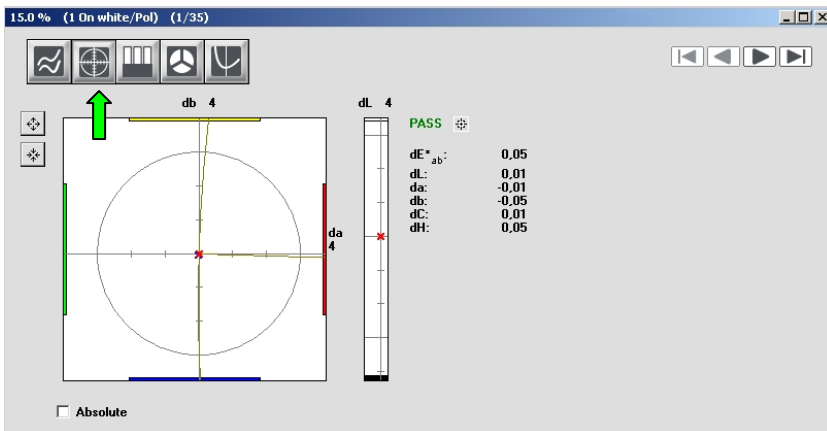 15.0 % (1 On white/Pol) (1/35)
db 4
dL 4
PASS
dE*ab: 0,05
dL: 0,01
da: -0,01
db: -0,05
dC: 0,01
dH: 0,05
da
4
Absolute